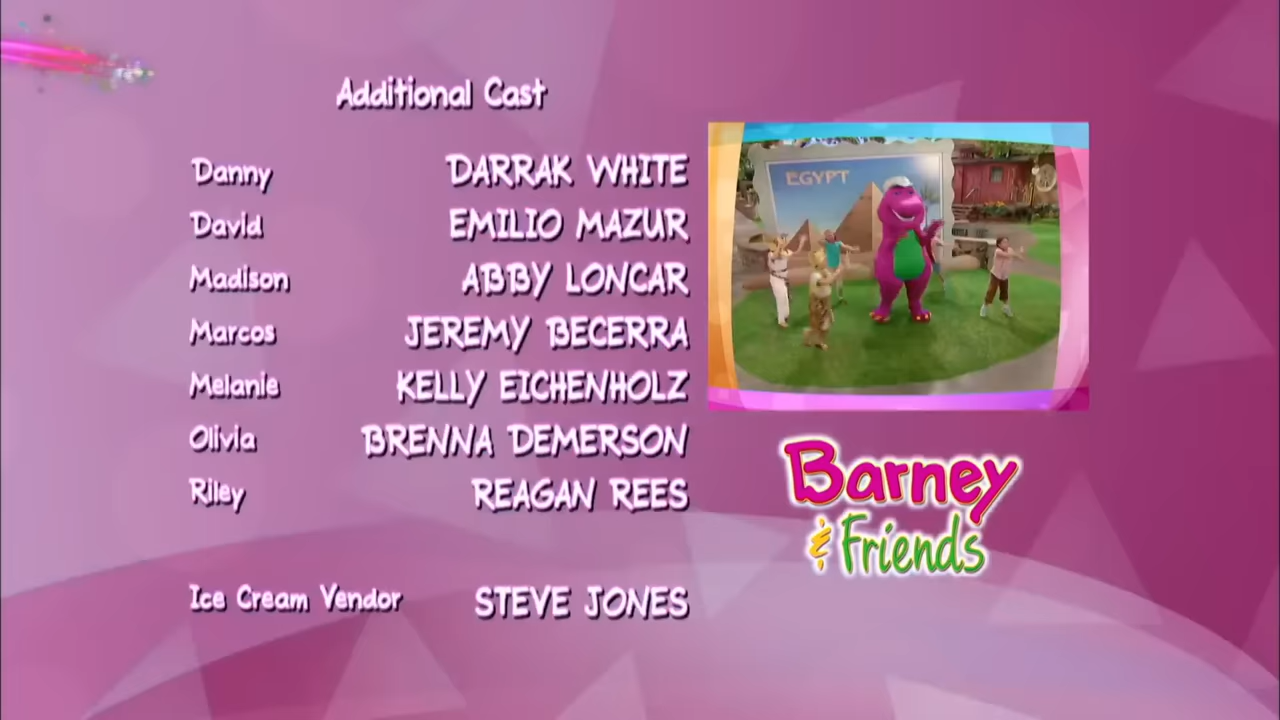 Additional Cast
Danny DARRAK WHITE
David EMILIO MAZUR
Madison ABBY LONCAR
Marcos JEREMY BECERRA
Melanie KELLY EICHENHOLZ
Olivia BRENNA DEMERSON
Riley REAGAN REES
Ice Cream Vendor STEVE JONES
EGYPT
Barney
& Friends